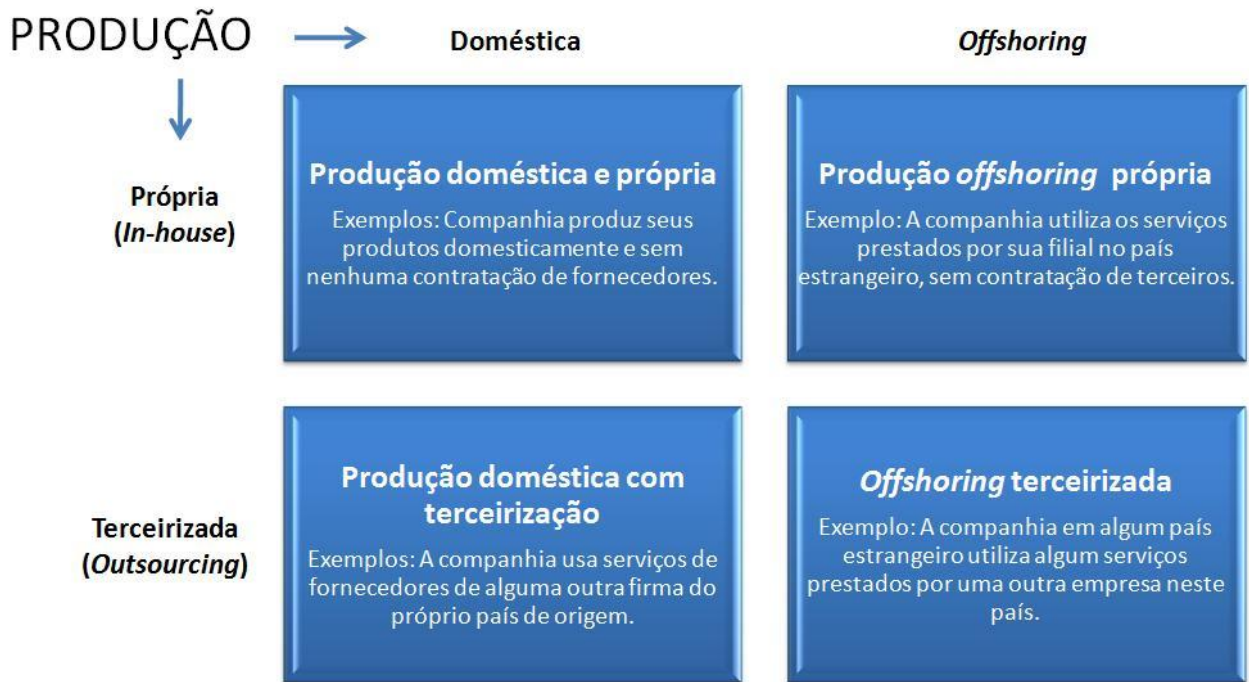 PRODUÇÃO
Doméstica
Offshoring
Própria
(In-house)
Produção doméstica e própria
Exemplos: Companhia produz seus
produtos domesticamente e sem
nenhuma contratação de fornecedores.
Produção offshoring própria
Exemplo: A companhia utiliza os serviços
prestados por sua filial no país
estrangeiro, sem contratação de terceiros.
Terceirizada
(Outsourcing)
Produção doméstica com
terceirização
Exemplos: A companhia usa serviços de
fornecedores de alguma outra firma do
próprio país de origem.
Offshoring terceirizada
Exemplo: A companhia em algum país
estrangeiro utiliza algum serviços
prestados por uma outra empresa neste
país.